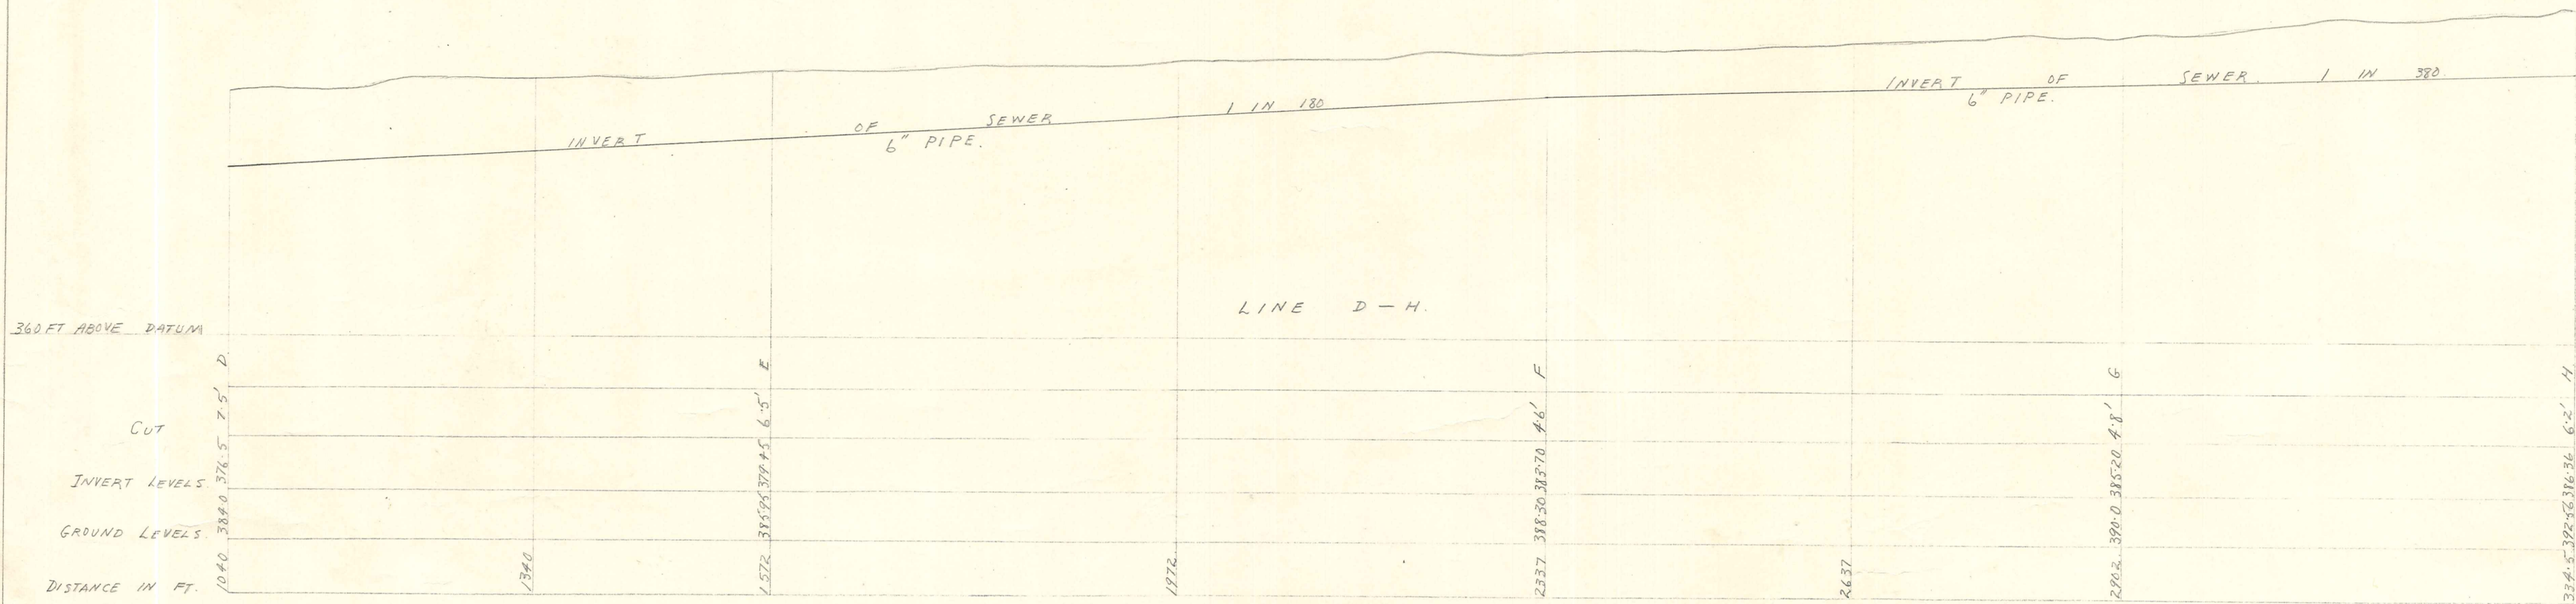 INVERT OF SEWER 1 IN 180
6" PIPE.
INVERT OF SEWER. 1 IN 380
6" PIPE.
LINE D — H.
360 FT ABOVE DATUM
D. E F G H
CUT 7.5' 6.5' 4.6' 4.8' 6.2'
INVERT LEVELS. 376.5 379.45 383.70 385.20 386.36
GROUND LEVELS. 384.0 385.95 388.30 390.0 392.56
DISTANCE IN FT. 1040 1340 1572 1972 2337 2637 2902